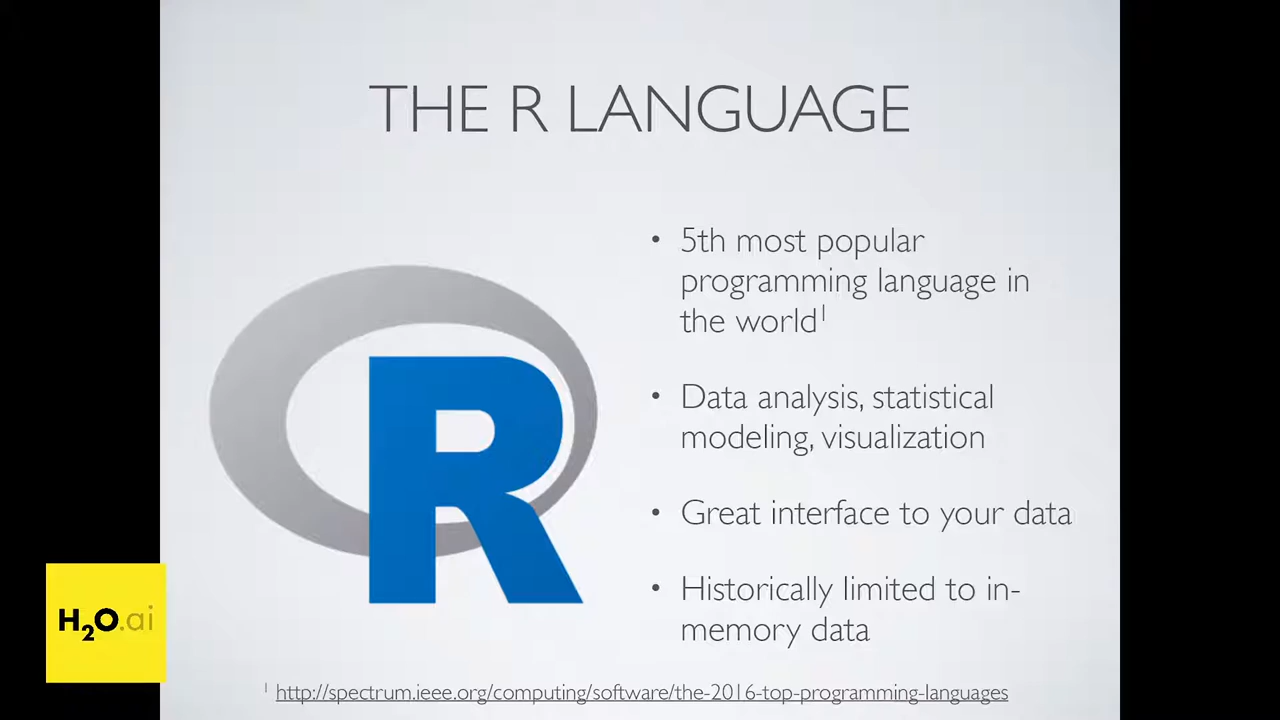 THE R LANGUAGE
• 5th most popular
programming language in
the world¹
• Data analysis, statistical
modeling, visualization
• Great interface to your data
• Historically limited to in-
memory data
R
H2O.ai
¹ http://spectrum.ieee.org/computing/software/the-2016-top-programming-languages